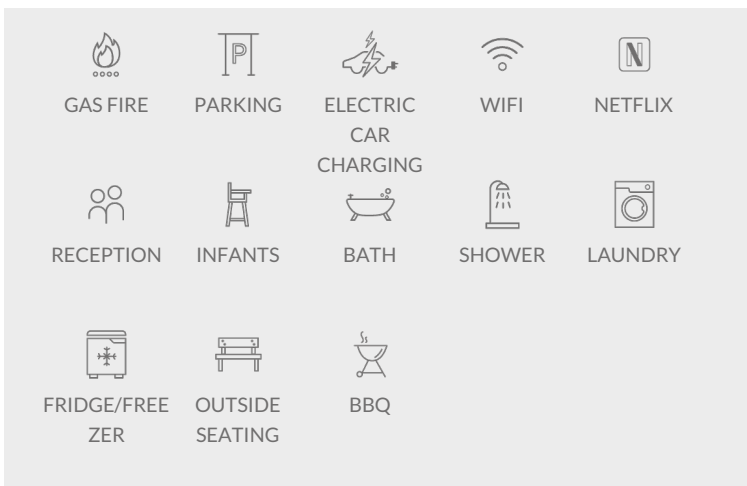 P
N
GAS FIRE
PARKING
ELECTRIC
CAR
CHARGING
WIFI
NETFLIX
RECEPTION
INFANTS
BATH
SHOWER
LAUNDRY
FRIDGE/FREE
ZER
OUTSIDE
SEATING
BBQ